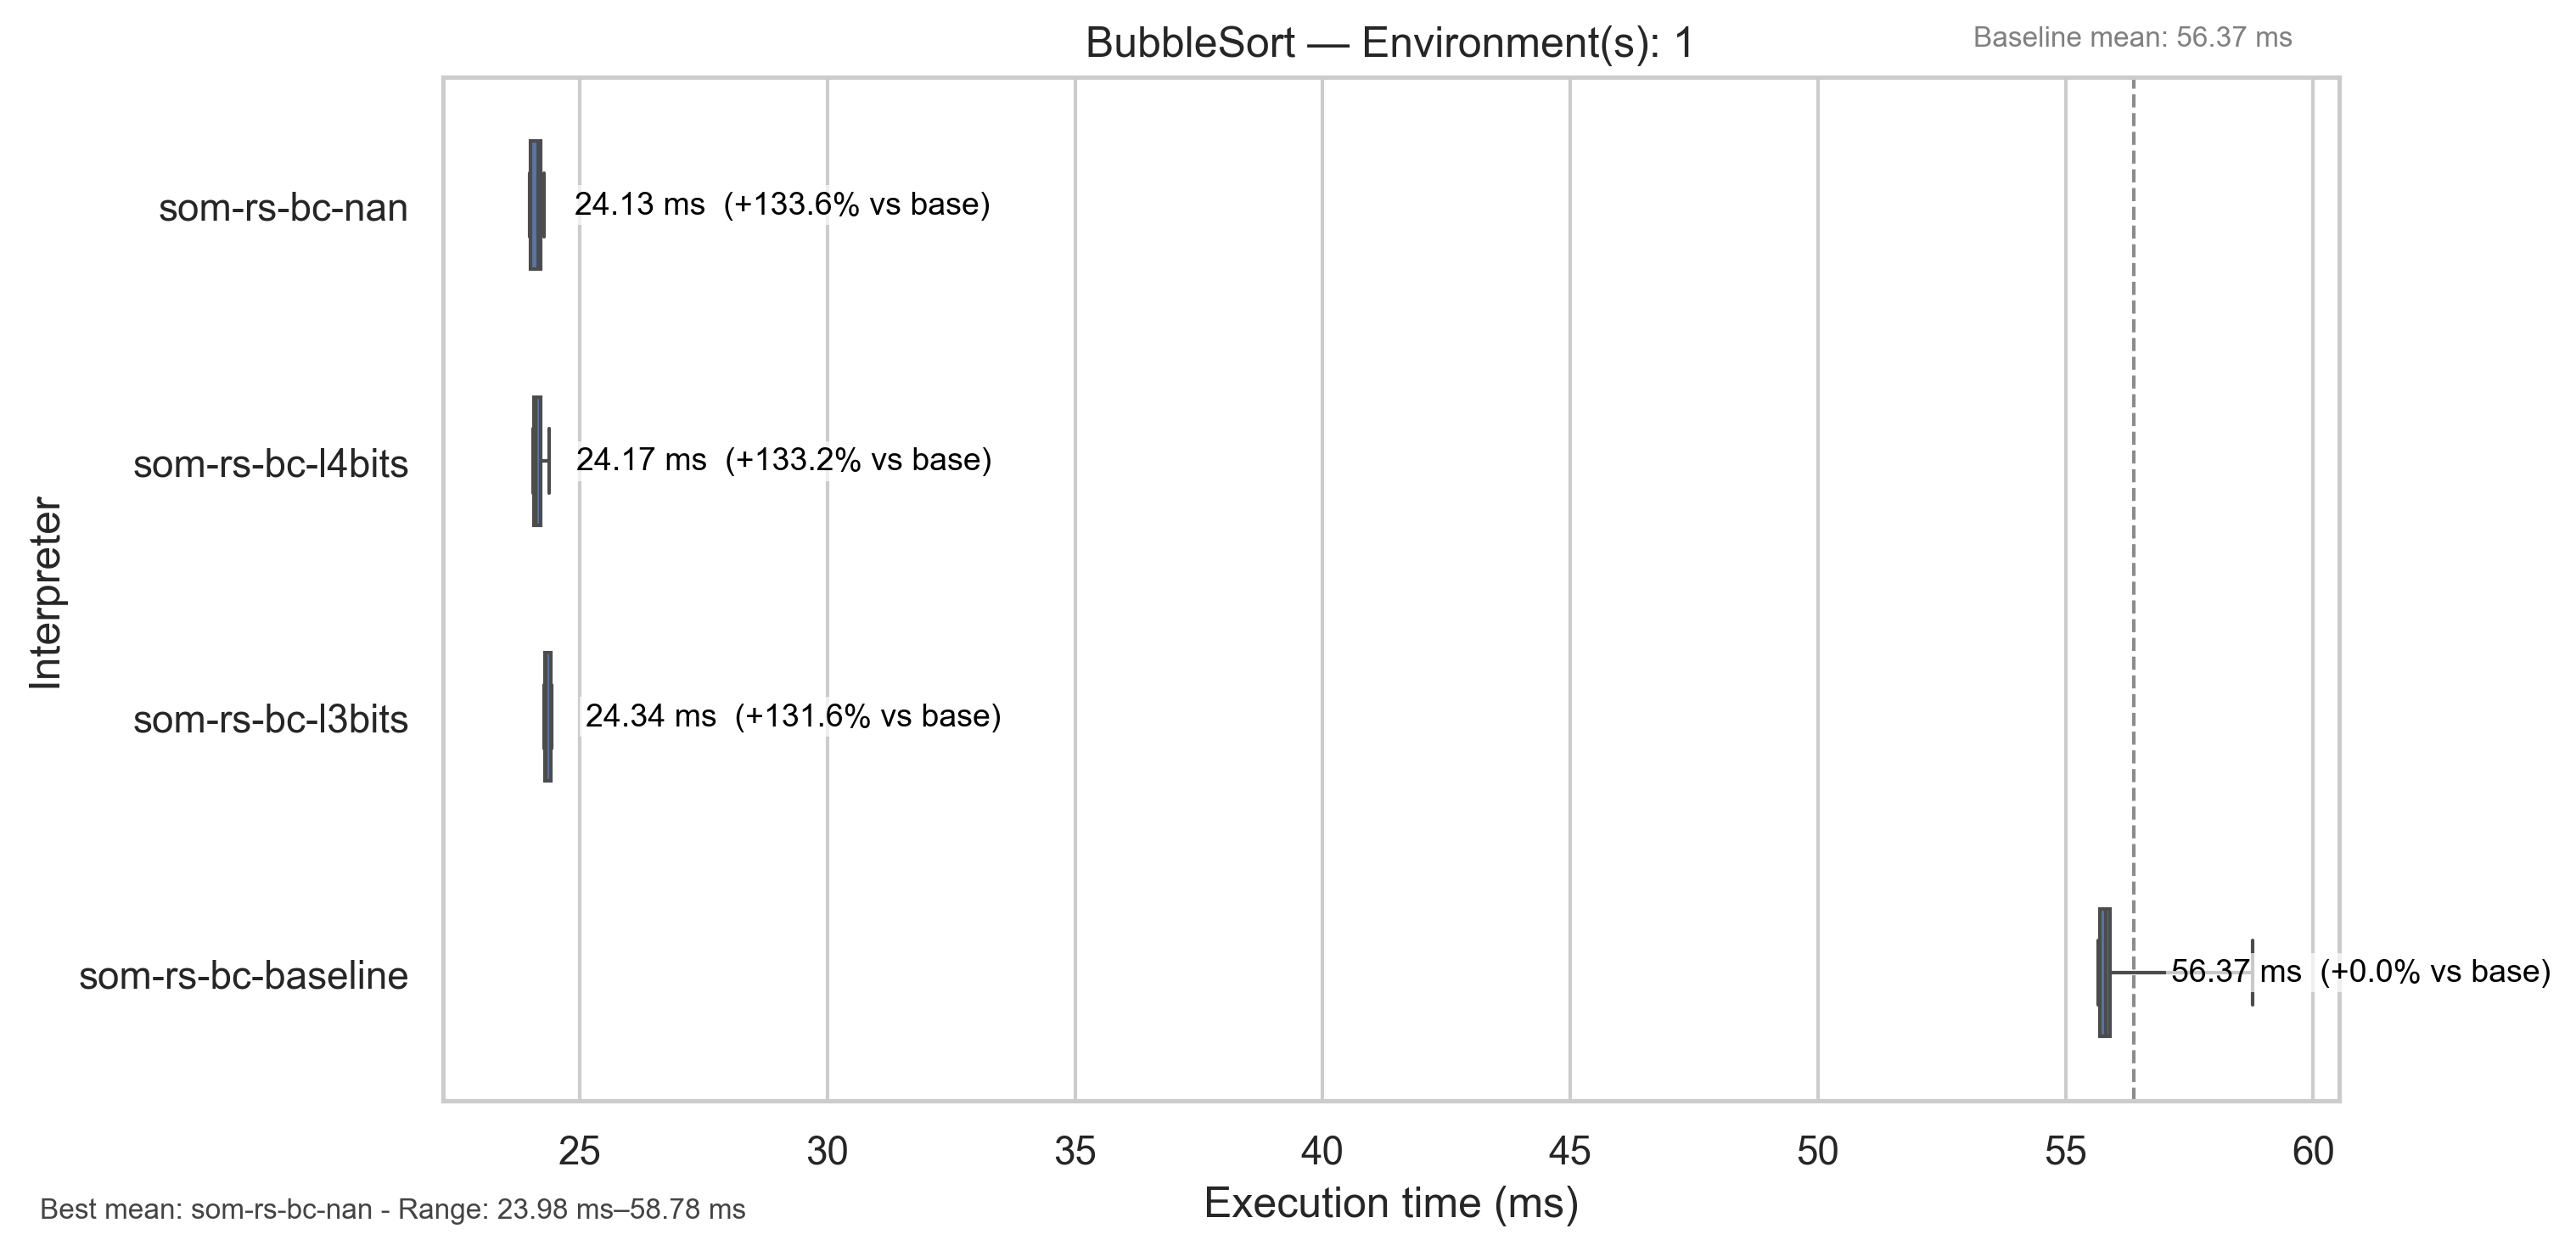 BubbleSort — Environment(s): 1
Baseline mean: 56.37 ms
Interpreter
som-rs-bc-nan
24.13 ms  (+133.6% vs base)
som-rs-bc-l4bits
24.17 ms  (+133.2% vs base)
som-rs-bc-l3bits
24.34 ms  (+131.6% vs base)
som-rs-bc-baseline
56.37 ms  (+0.0% vs base)
25 30 35 40 45 50 55 60
Execution time (ms)
Best mean: som-rs-bc-nan - Range: 23.98 ms–58.78 ms